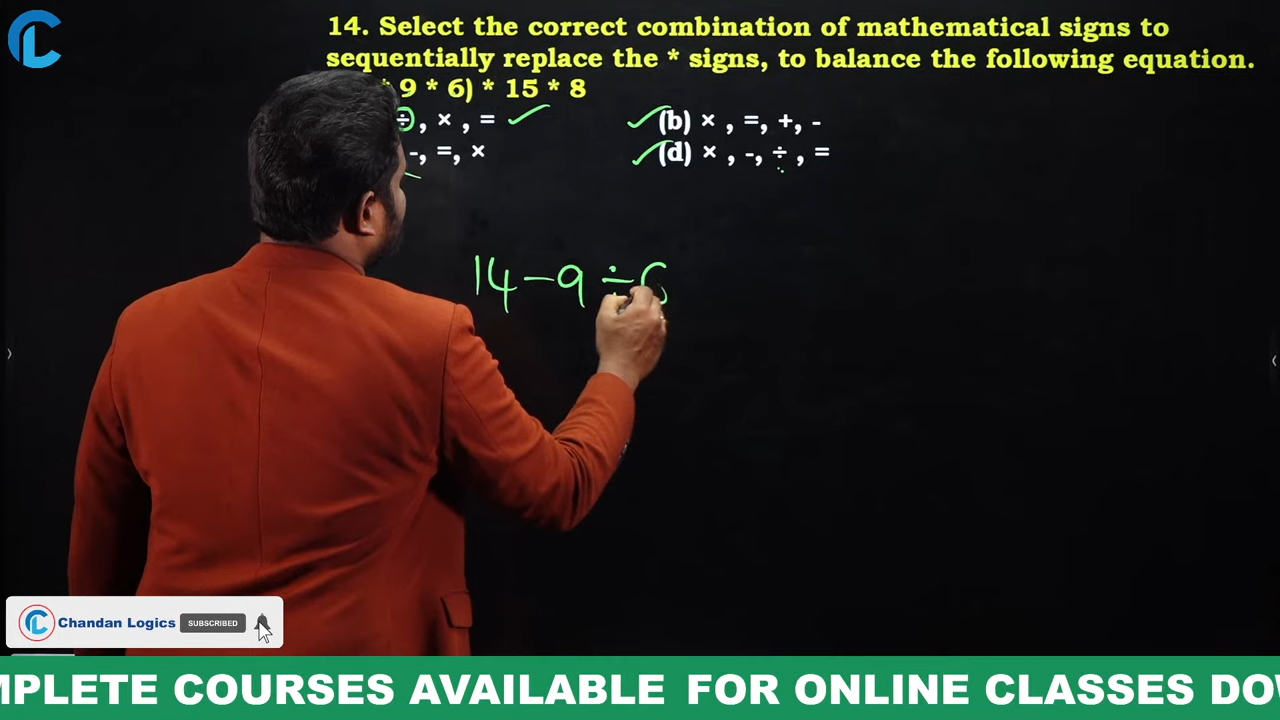 14. Select the correct combination of mathematical signs to
sequentially replace the * signs, to balance the following equation.
9 * 6) * 15 * 8
÷, ×, = (b) ×, =, +, -
-, =, × (d) ×, -, ÷, =
14 - 9 ÷ 6
Chandan Logics SUBSCRIBED
MPLETE COURSES AVAILABLE FOR ONLINE CLASSES DO